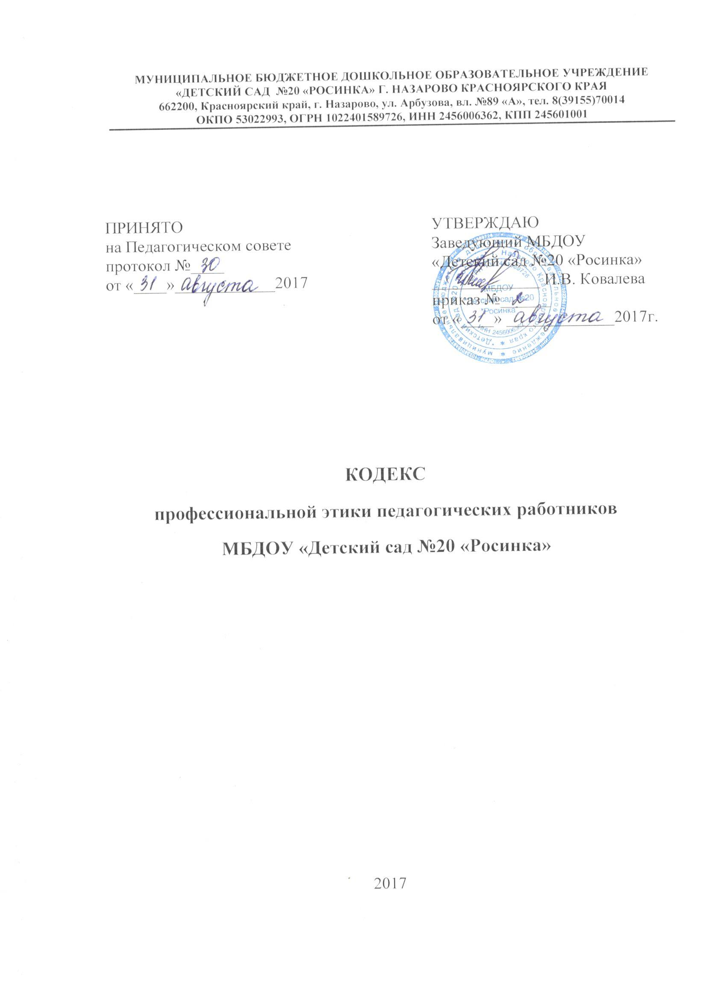 МУНИЦИПАЛЬНОЕ БЮДЖЕТНОЕ ДОШКОЛЬНОЕ ОБРАЗОВАТЕЛЬНОЕ УЧРЕЖДЕНИЕ
«ДЕТСКИЙ САД №20 «РОСИНКА» Г. НАЗАРОВО КРАСНОЯРСКОГО КРАЯ
662200, Красноярский край, г. Назарово, ул. Арбузова, вл. №89 «А», тел. 8(39155)70014
ОКПО 53022993, ОГРН 1022401589726, ИНН 2456006362, КПП 245601001
ПРИНЯТО
на Педагогическом совете
протокол № 30
от «31» августа 2017
УТВЕРЖДАЮ
Заведующий МБДОУ
«Детский сад №20 «Росинка»
И.В. Ковалева
приказ № 2
от «31» августа 2017г.
МБДОУ
Детский сад №20
"Росинка"
ИНН 2456006362
КОДЕКС
профессиональной этики педагогических работников
МБДОУ «Детский сад №20 «Росинка»
2017